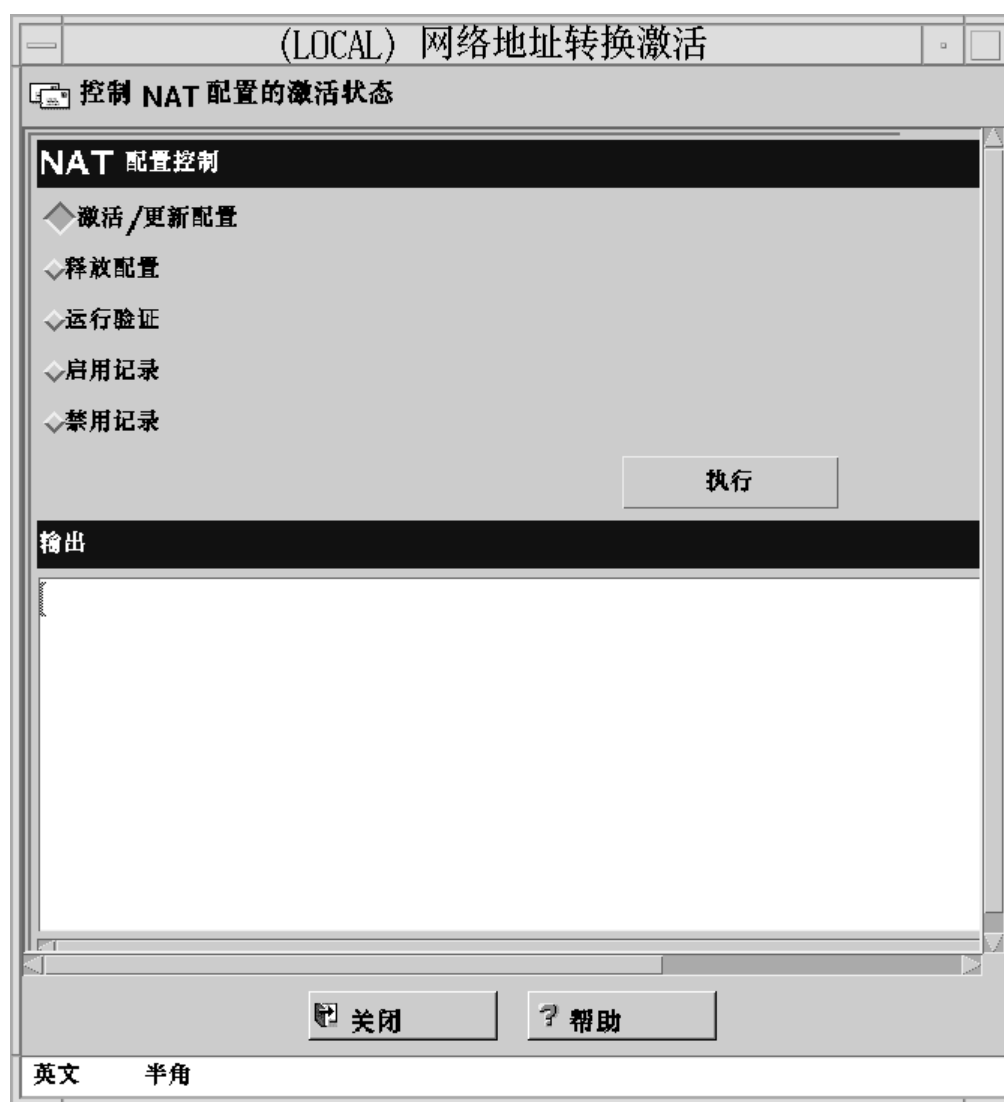 (LOCAL) 网络地址转换激活
控制 NAT 配置的激活状态
NAT 配置控制
激活/更新配置
释放配置
运行验证
启用记录
禁用记录
执行
输出
关闭 ? 帮助
英文 半角